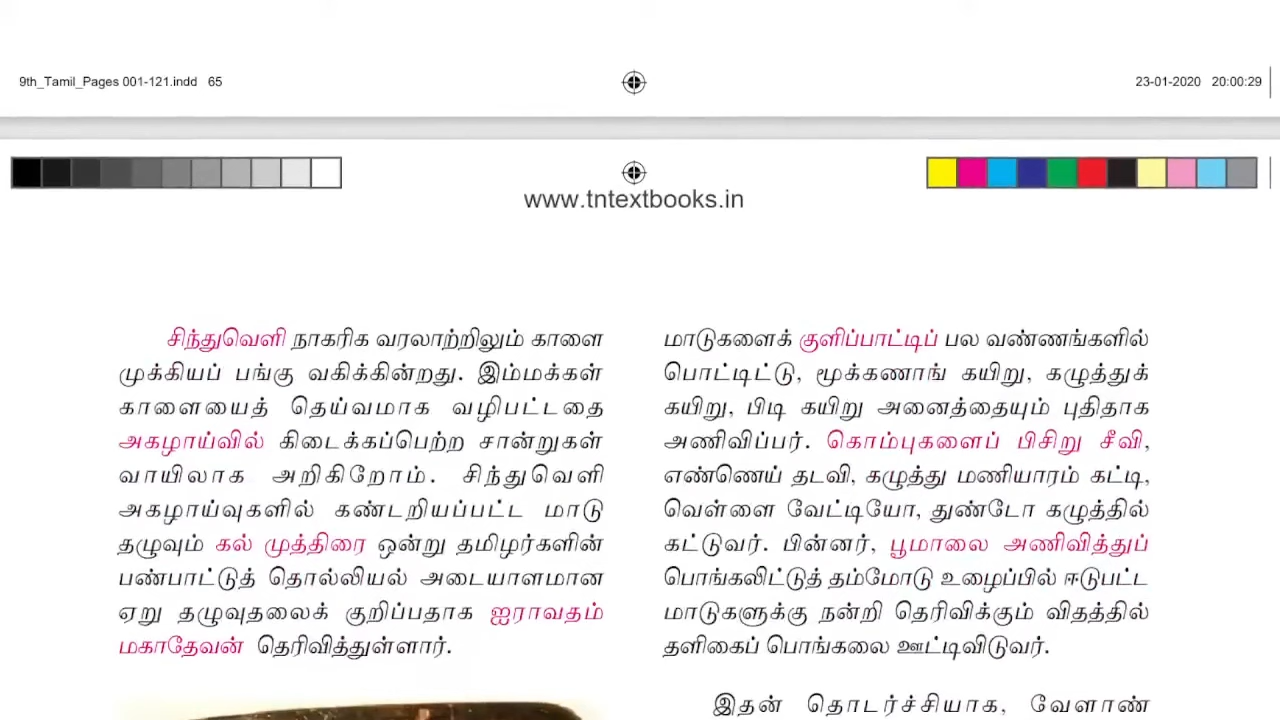 9th_Tamil_Pages 001-121.indd 65
23-01-2020 20:00:29
www.tntextbooks.in
சிந்துவெளி நாகரிக வரலாற்றிலும் காளை
முக்கியப் பங்கு வகிக்கின்றது. இம்மக்கள்
காளையைத் தெய்வமாக வழிபட்டதை
அகழாய்வில் கிடைக்கப்பெற்ற சான்றுகள்
வாயிலாக அறிகிறோம். சிந்துவெளி
அகழாய்வுகளில் கண்டறியப்பட்ட மாடு
தழுவும் கல் முத்திரை ஒன்று தமிழர்களின்
பண்பாட்டுத் தொல்லியல் அடையாளமான
ஏறு தழுவுதலைக் குறிப்பதாக ஐராவதம்
மகாதேவன் தெரிவித்துள்ளார்.
மாடுகளைக் குளிப்பாட்டிப் பல வண்ணங்களில்
பொட்டிட்டு, மூக்கணாங் கயிறு, கழுத்துக்
கயிறு, பிடி கயிறு அனைத்தையும் புதிதாக
அணிவிப்பர். கொம்புகளைப் பிசிறு சீவி,
எண்ணெய் தடவி, கழுத்து மணியாரம் கட்டி,
வெள்ளை வேட்டியோ, துண்டோ கழுத்தில்
கட்டுவர். பின்னர், பூமாலை அணிவித்துப்
பொங்கலிட்டுத் தம்மோடு உழைப்பில் ஈடுபட்ட
மாடுகளுக்கு நன்றி தெரிவிக்கும் விதத்தில்
தளிகைப் பொங்கலை ஊட்டிவிடுவர்.
இதன் தொடர்ச்சியாக, வேளாண்